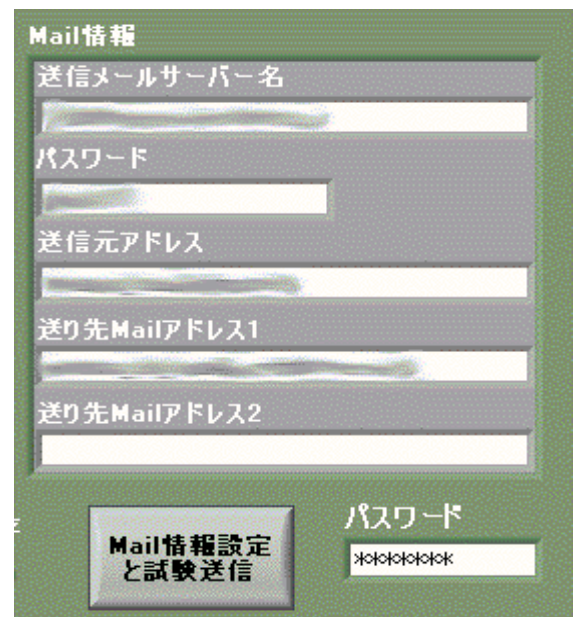 Mail情報
送信メールサーバー名
パスワード
送信元アドレス
送り先Mailアドレス1
送り先Mailアドレス2
Mail情報設定
と試験送信
パスワード
********